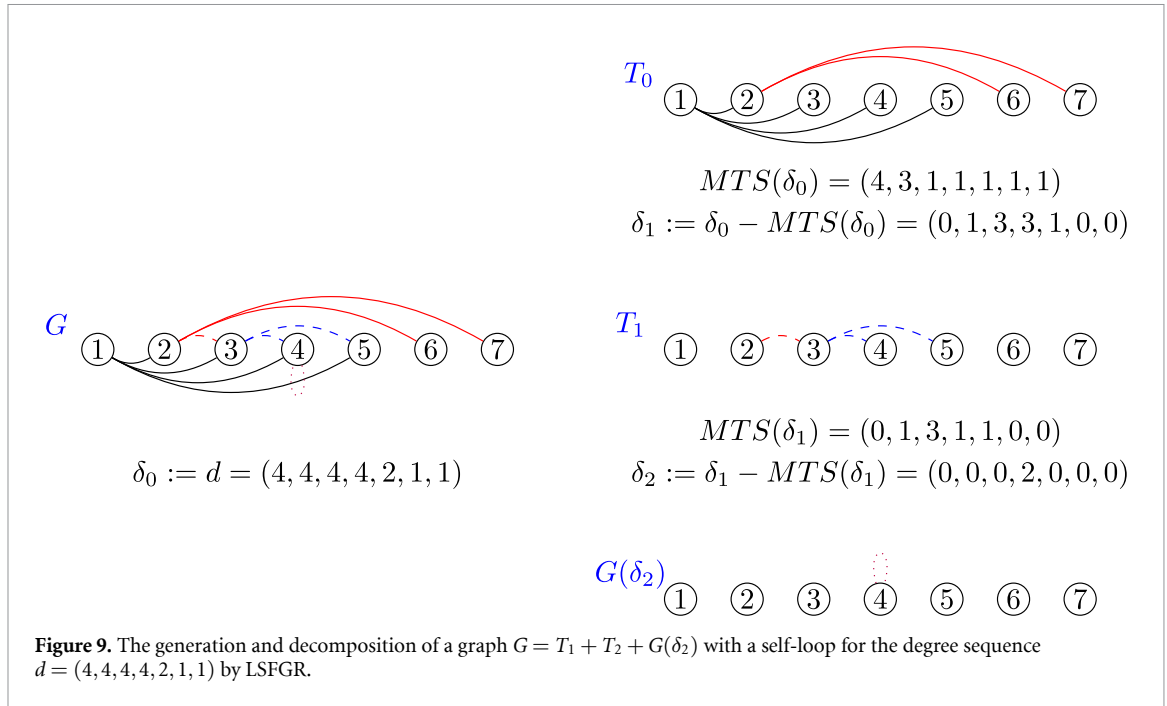 T₀
1 2 3 4 5 6 7
MTS(δ₀) = (4, 3, 1, 1, 1, 1, 1)
δ₁ := δ₀ − MTS(δ₀) = (0, 1, 3, 3, 1, 0, 0)
G
1 2 3 4 5 6 7
δ₀ := d = (4, 4, 4, 4, 2, 1, 1)
T₁
1 2 3 4 5 6 7
MTS(δ₁) = (0, 1, 3, 1, 1, 0, 0)
δ₂ := δ₁ − MTS(δ₁) = (0, 0, 0, 2, 0, 0, 0)
G(δ₂)
1 2 3 4 5 6 7
Figure 9. The generation and decomposition of a graph G = T₁ + T₂ + G(δ₂) with a self-loop for the degree sequence
d = (4, 4, 4, 4, 2, 1, 1) by LSFGR.